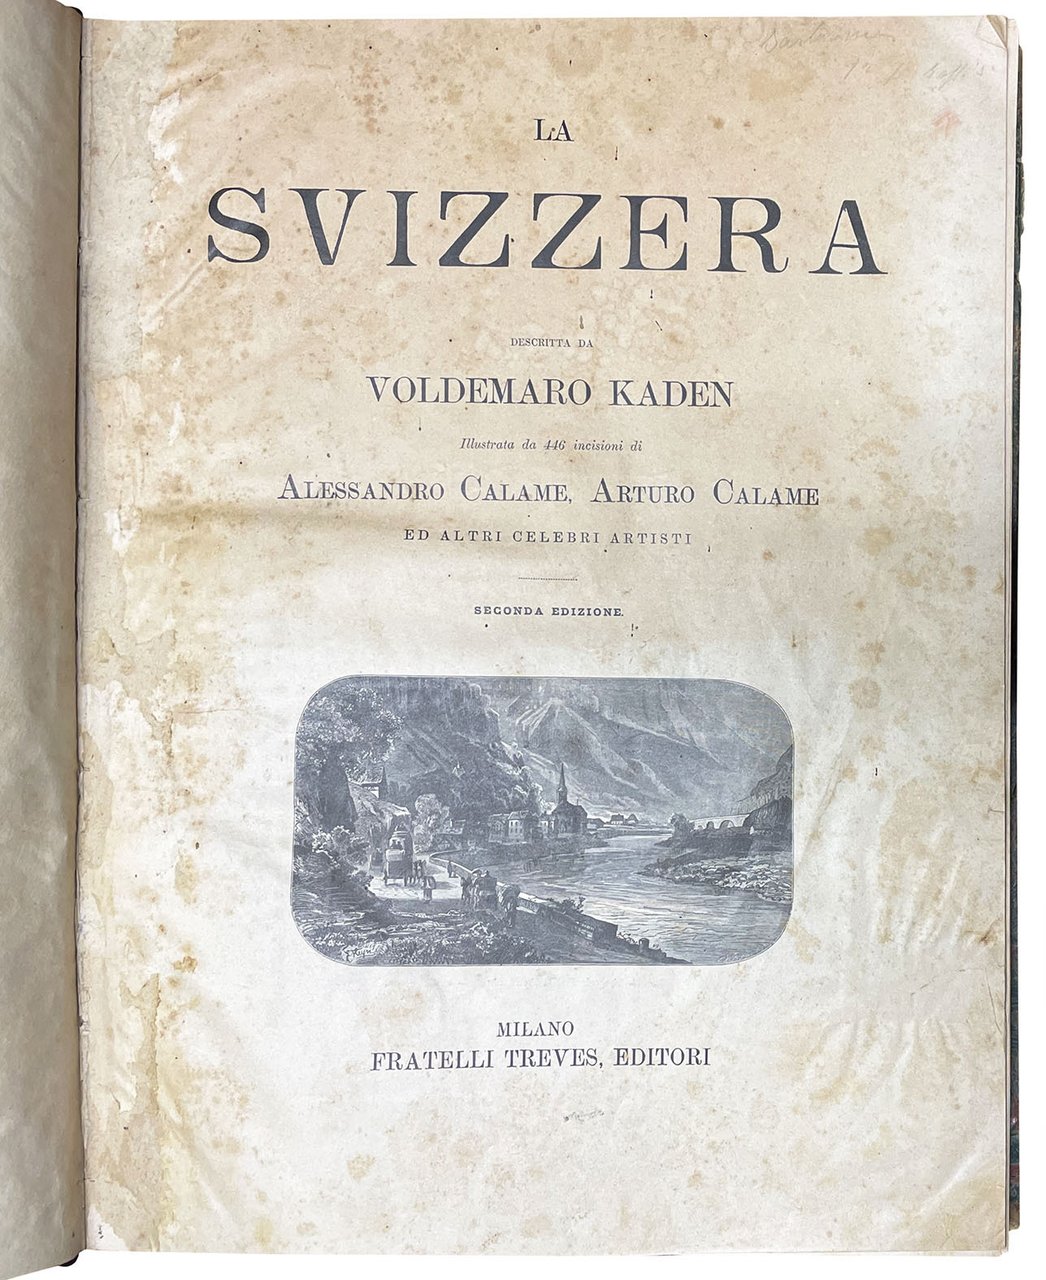 LA
SVIZZERA
DESCRITTA DA
VOLDEMARO KADEN
Illustrata da 446 incisioni di
ALESSANDRO CALAME, ARTURO CALAME
ED ALTRI CELEBRI ARTISTI
SECONDA EDIZIONE.
MILANO
FRATELLI TREVES, EDITORI